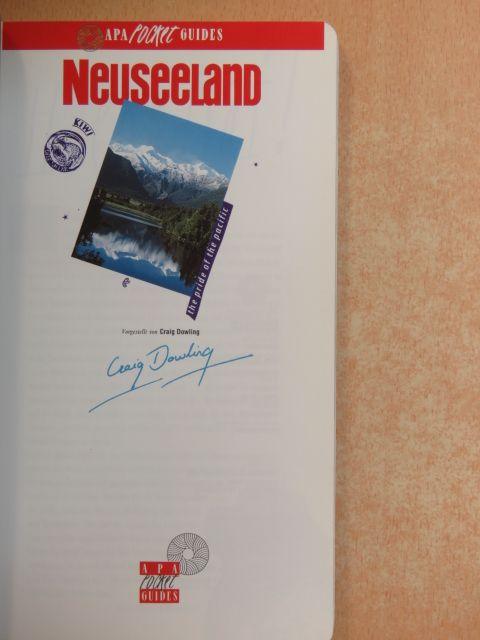 APA POCKET GUIDES
NEUSEELAND
KIWI
the pride of the pacific
Vorgestellt von Craig Dowling
Craig Dowling
APA
POCKET
GUIDES